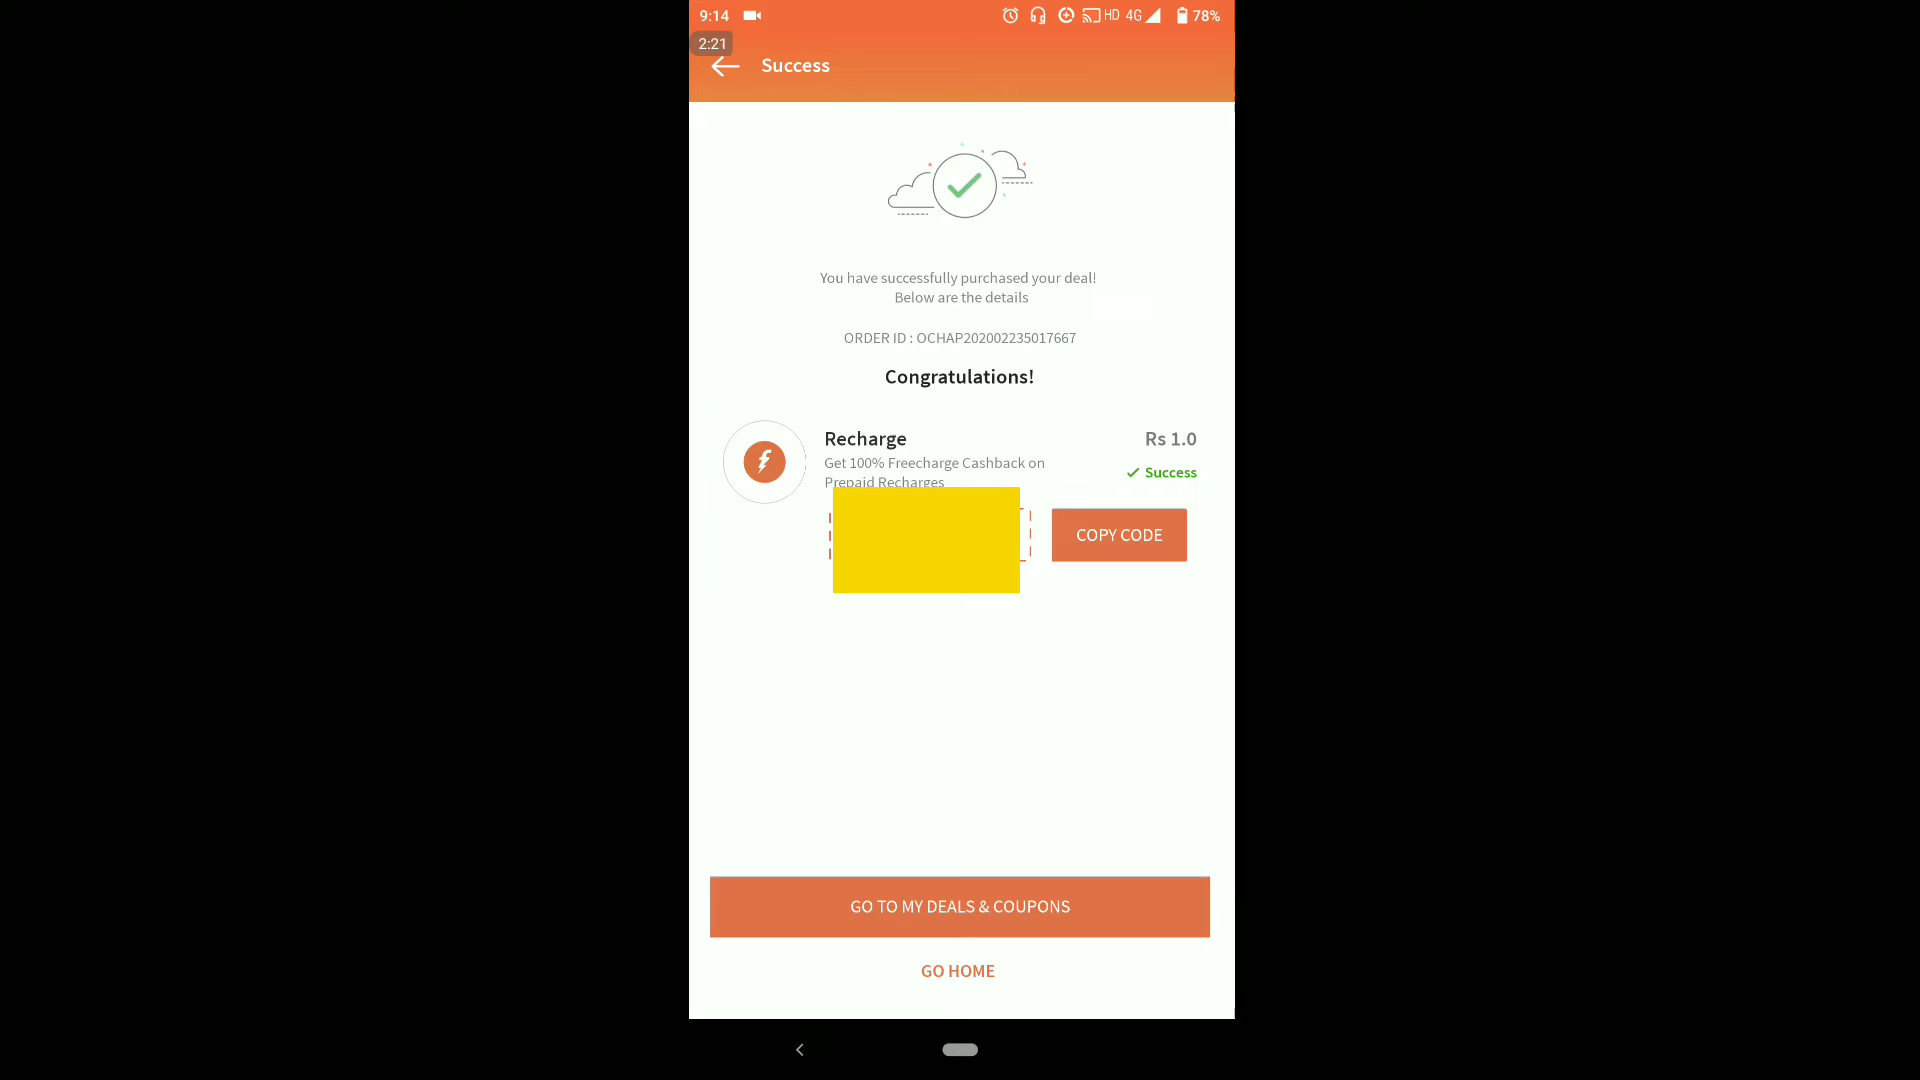 9:14 HD 4G 78%
2:21
Success
You have successfully purchased your deal!
Below are the details
ORDER ID : OCHAP202002235017667
Congratulations!
Recharge Rs 1.0
Get 100% Freecharge Cashback on
Success
Prepaid Recharges
COPY CODE
GO TO MY DEALS & COUPONS
GO HOME